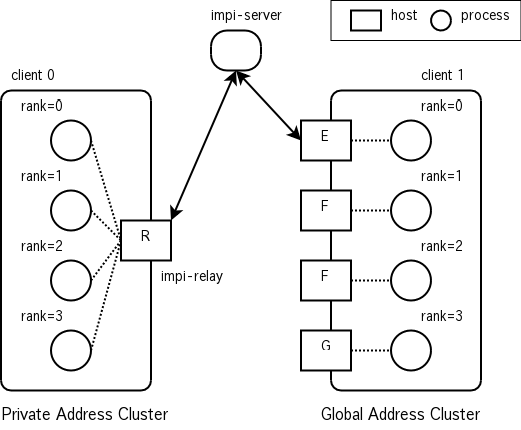 impi-server
host
process
client 0
client 1
rank=0
rank=0
E
rank=1
rank=1
F
R
rank=2
rank=2
impi-relay
F
rank=3
rank=3
G
Private Address Cluster
Global Address Cluster